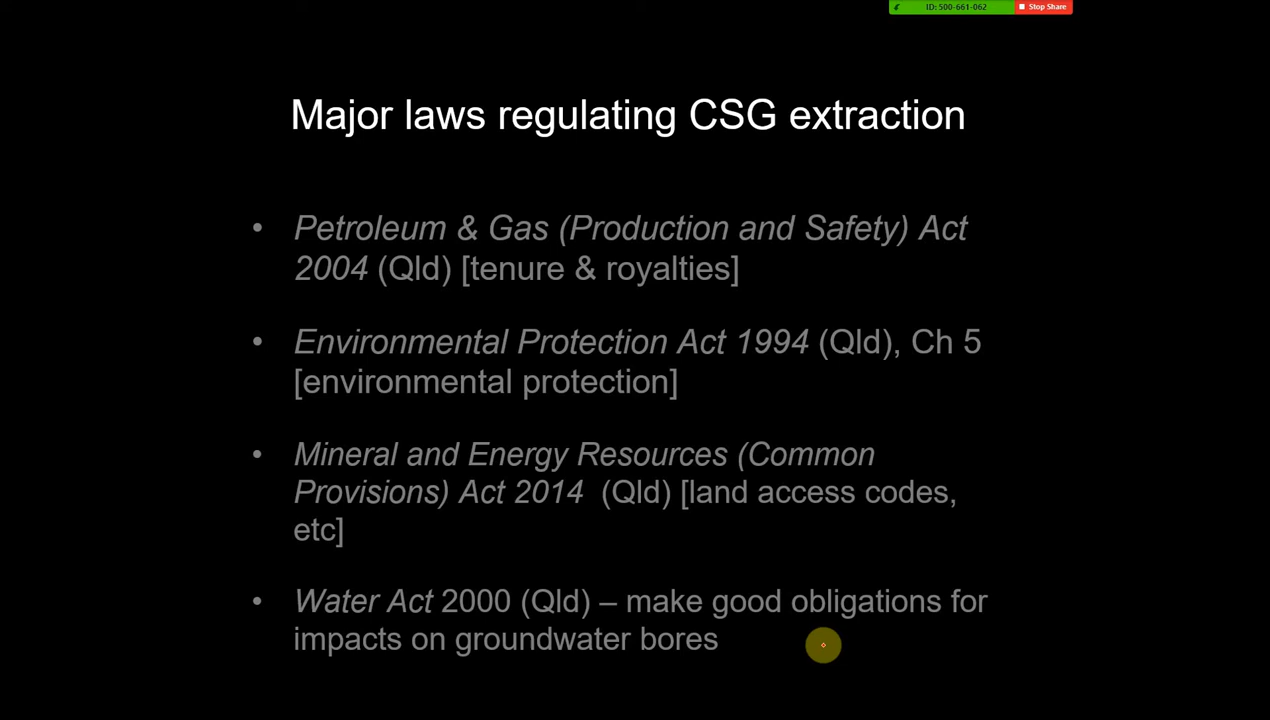 ID: 500-661-062
Stop Share
Major laws regulating CSG extraction
• Petroleum & Gas (Production and Safety) Act
2004 (Qld) [tenure & royalties]
• Environmental Protection Act 1994 (Qld), Ch 5
[environmental protection]
• Mineral and Energy Resources (Common
Provisions) Act 2014 (Qld) [land access codes,
etc]
• Water Act 2000 (Qld) – make good obligations for
impacts on groundwater bores